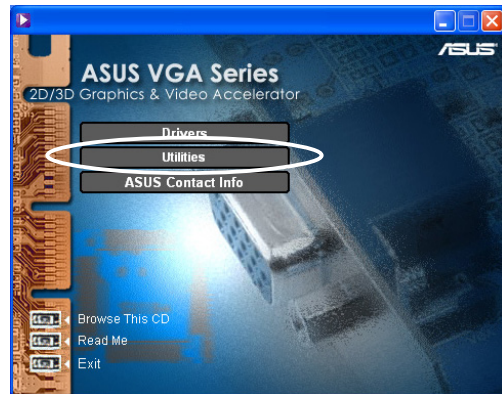 ASUS
ASUS VGA Series
2D/3D Graphics & Video Accelerator
Drivers
Utilities
ASUS Contact Info
Browse This CD
Read Me
Exit